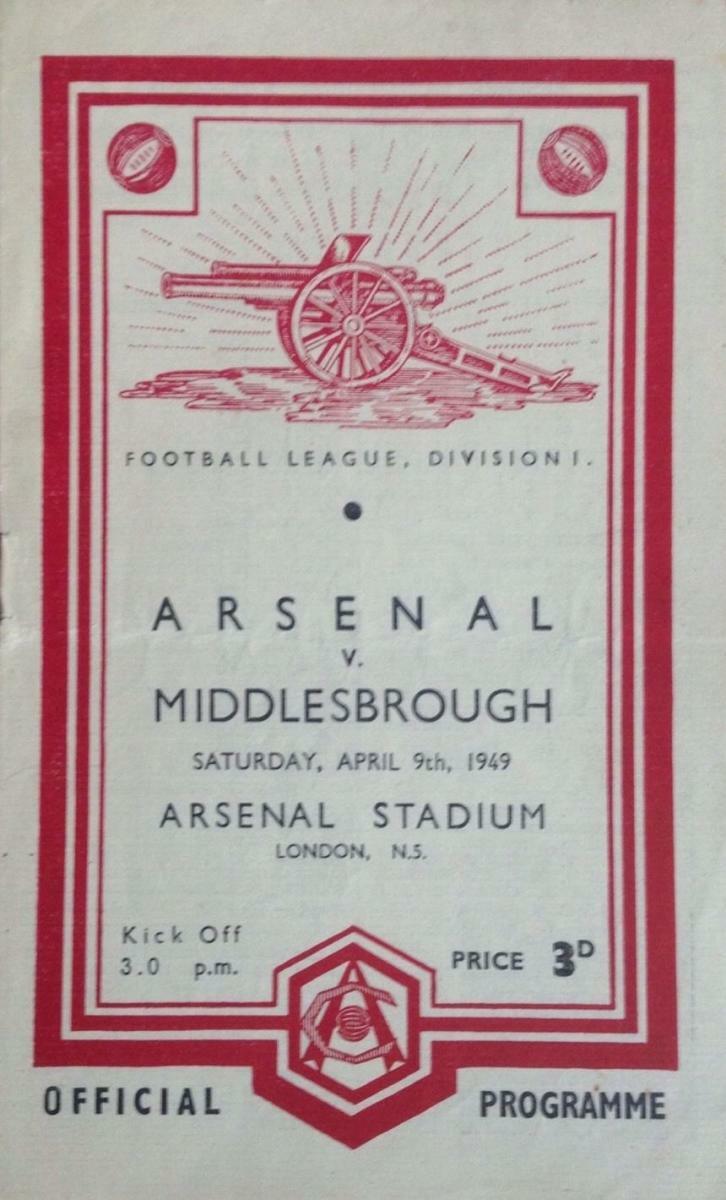 FOOTBALL LEAGUE, DIVISION I.
ARSENAL
v.
MIDDLESBROUGH
SATURDAY, APRIL 9th, 1949
ARSENAL STADIUM
LONDON, N.5.
Kick Off
3.0 p.m.
PRICE 3D
OFFICIAL PROGRAMME